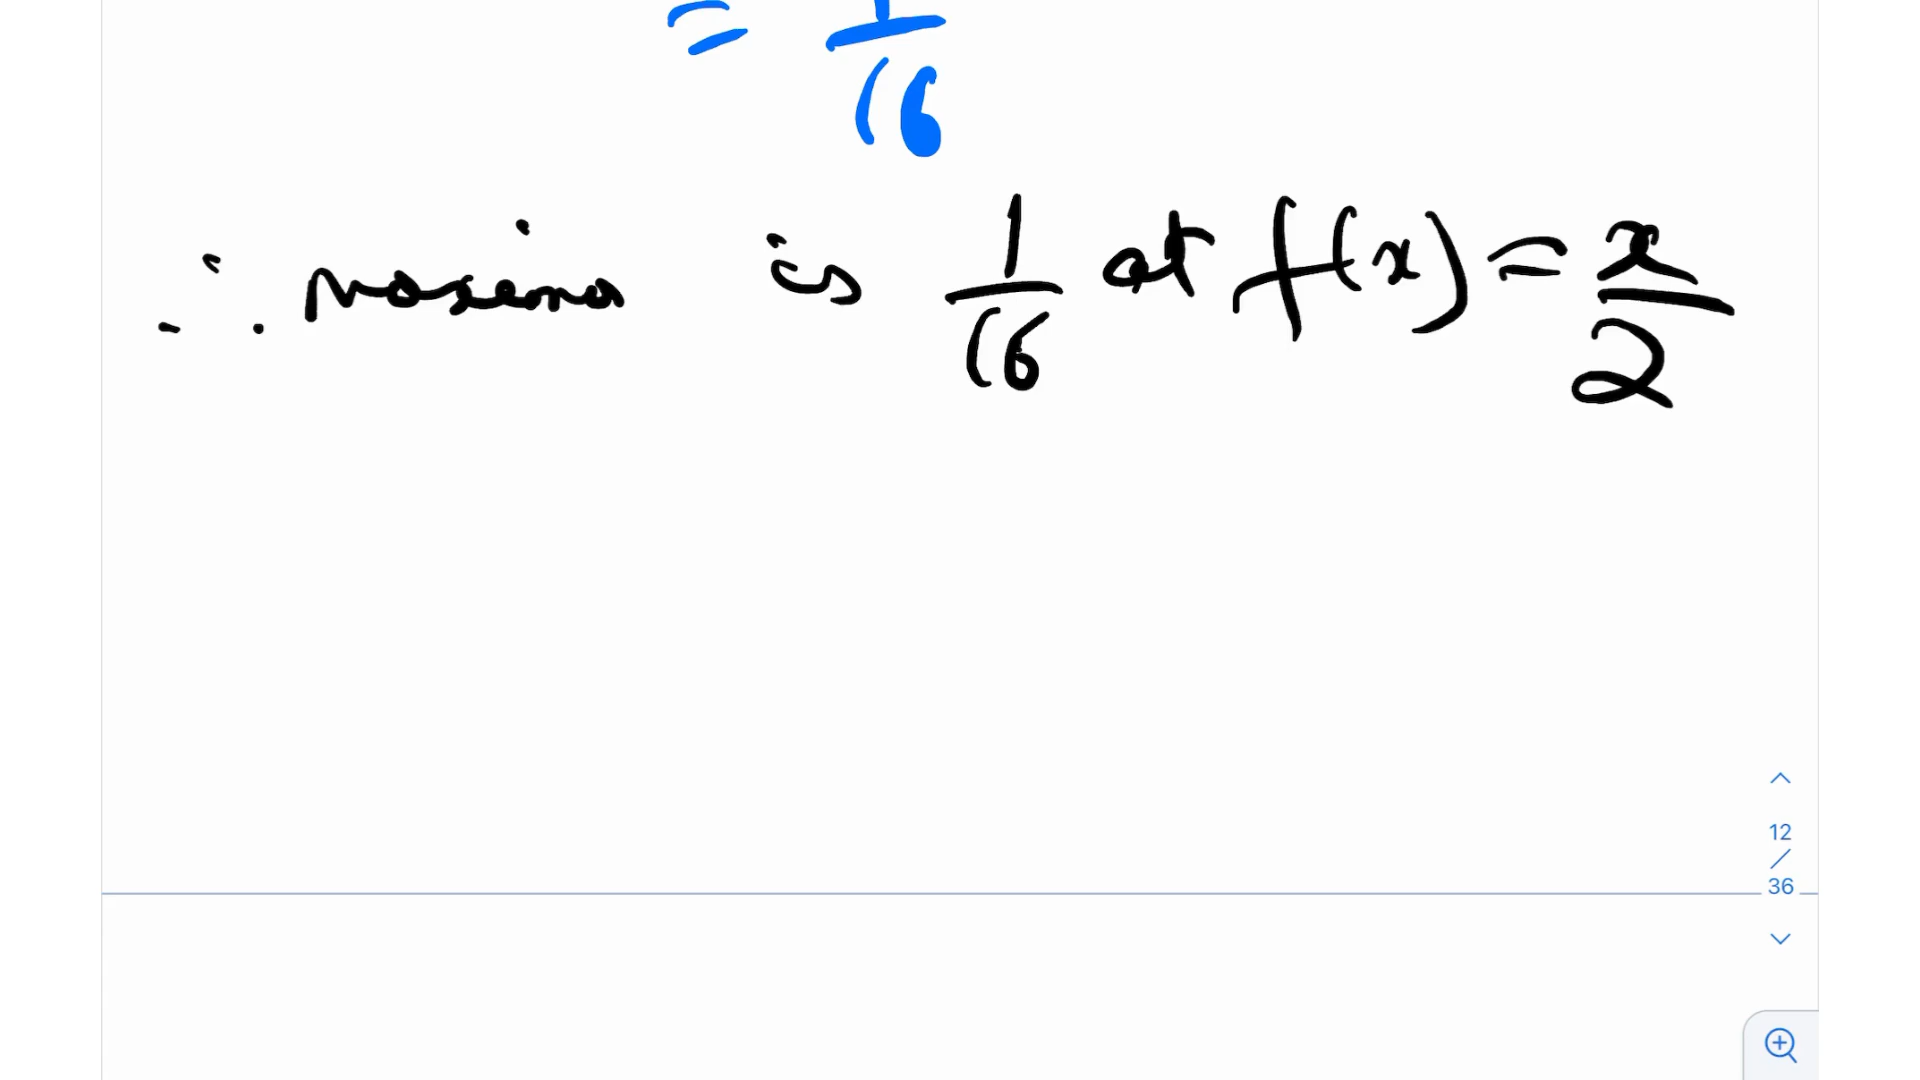 = 1/16
∴ maxima is 1/16 at f(x) = x/2
12
/
36